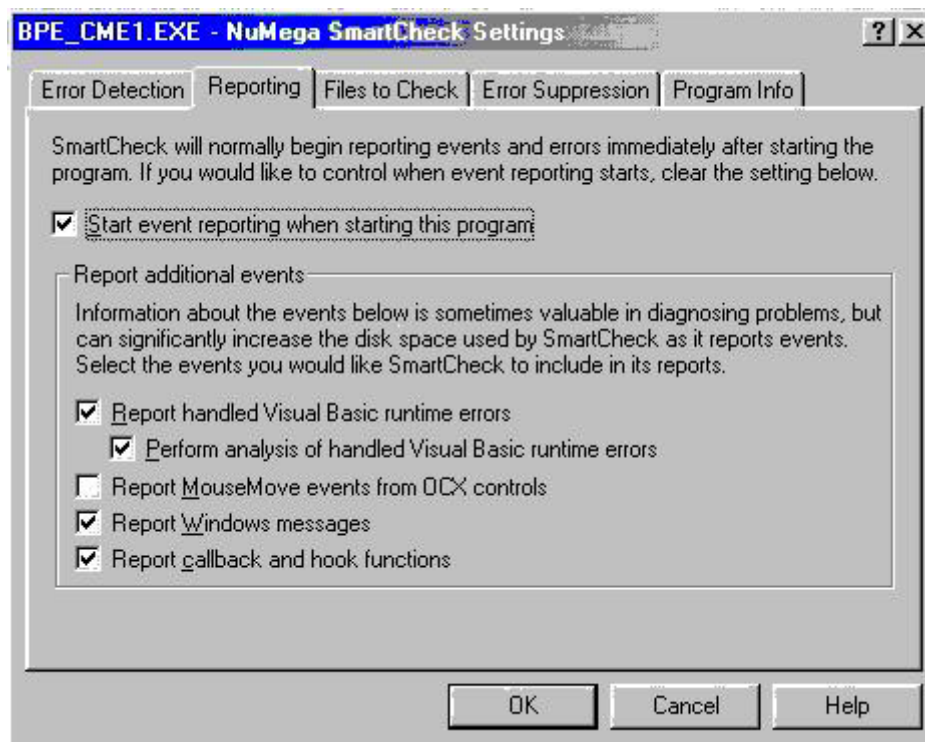 BPE_CME1.EXE - NuMega SmartCheck Settings
Error Detection
Reporting
Files to Check
Error Suppression
Program Info
SmartCheck will normally begin reporting events and errors immediately after starting the
program. If you would like to control when event reporting starts, clear the setting below.
Start event reporting when starting this program
Report additional events
Information about the events below is sometimes valuable in diagnosing problems, but
can significantly increase the disk space used by SmartCheck as it reports events.
Select the events you would like SmartCheck to include in its reports.
Report handled Visual Basic runtime errors
Perform analysis of handled Visual Basic runtime errors
Report MouseMove events from OCX controls
Report Windows messages
Report callback and hook functions
OK
Cancel
Help